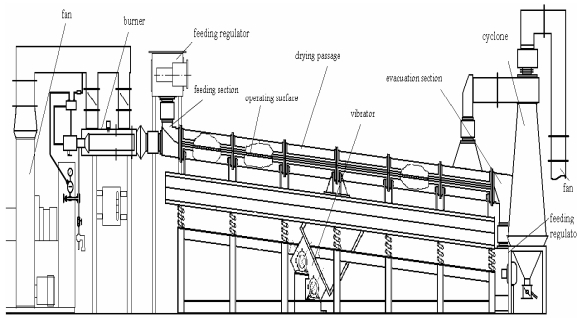 fan
burner
feeding regulator
drying passage
cyclone
evacuation section
feeding section
operating surface
vibrator
fan
feeding
regulato